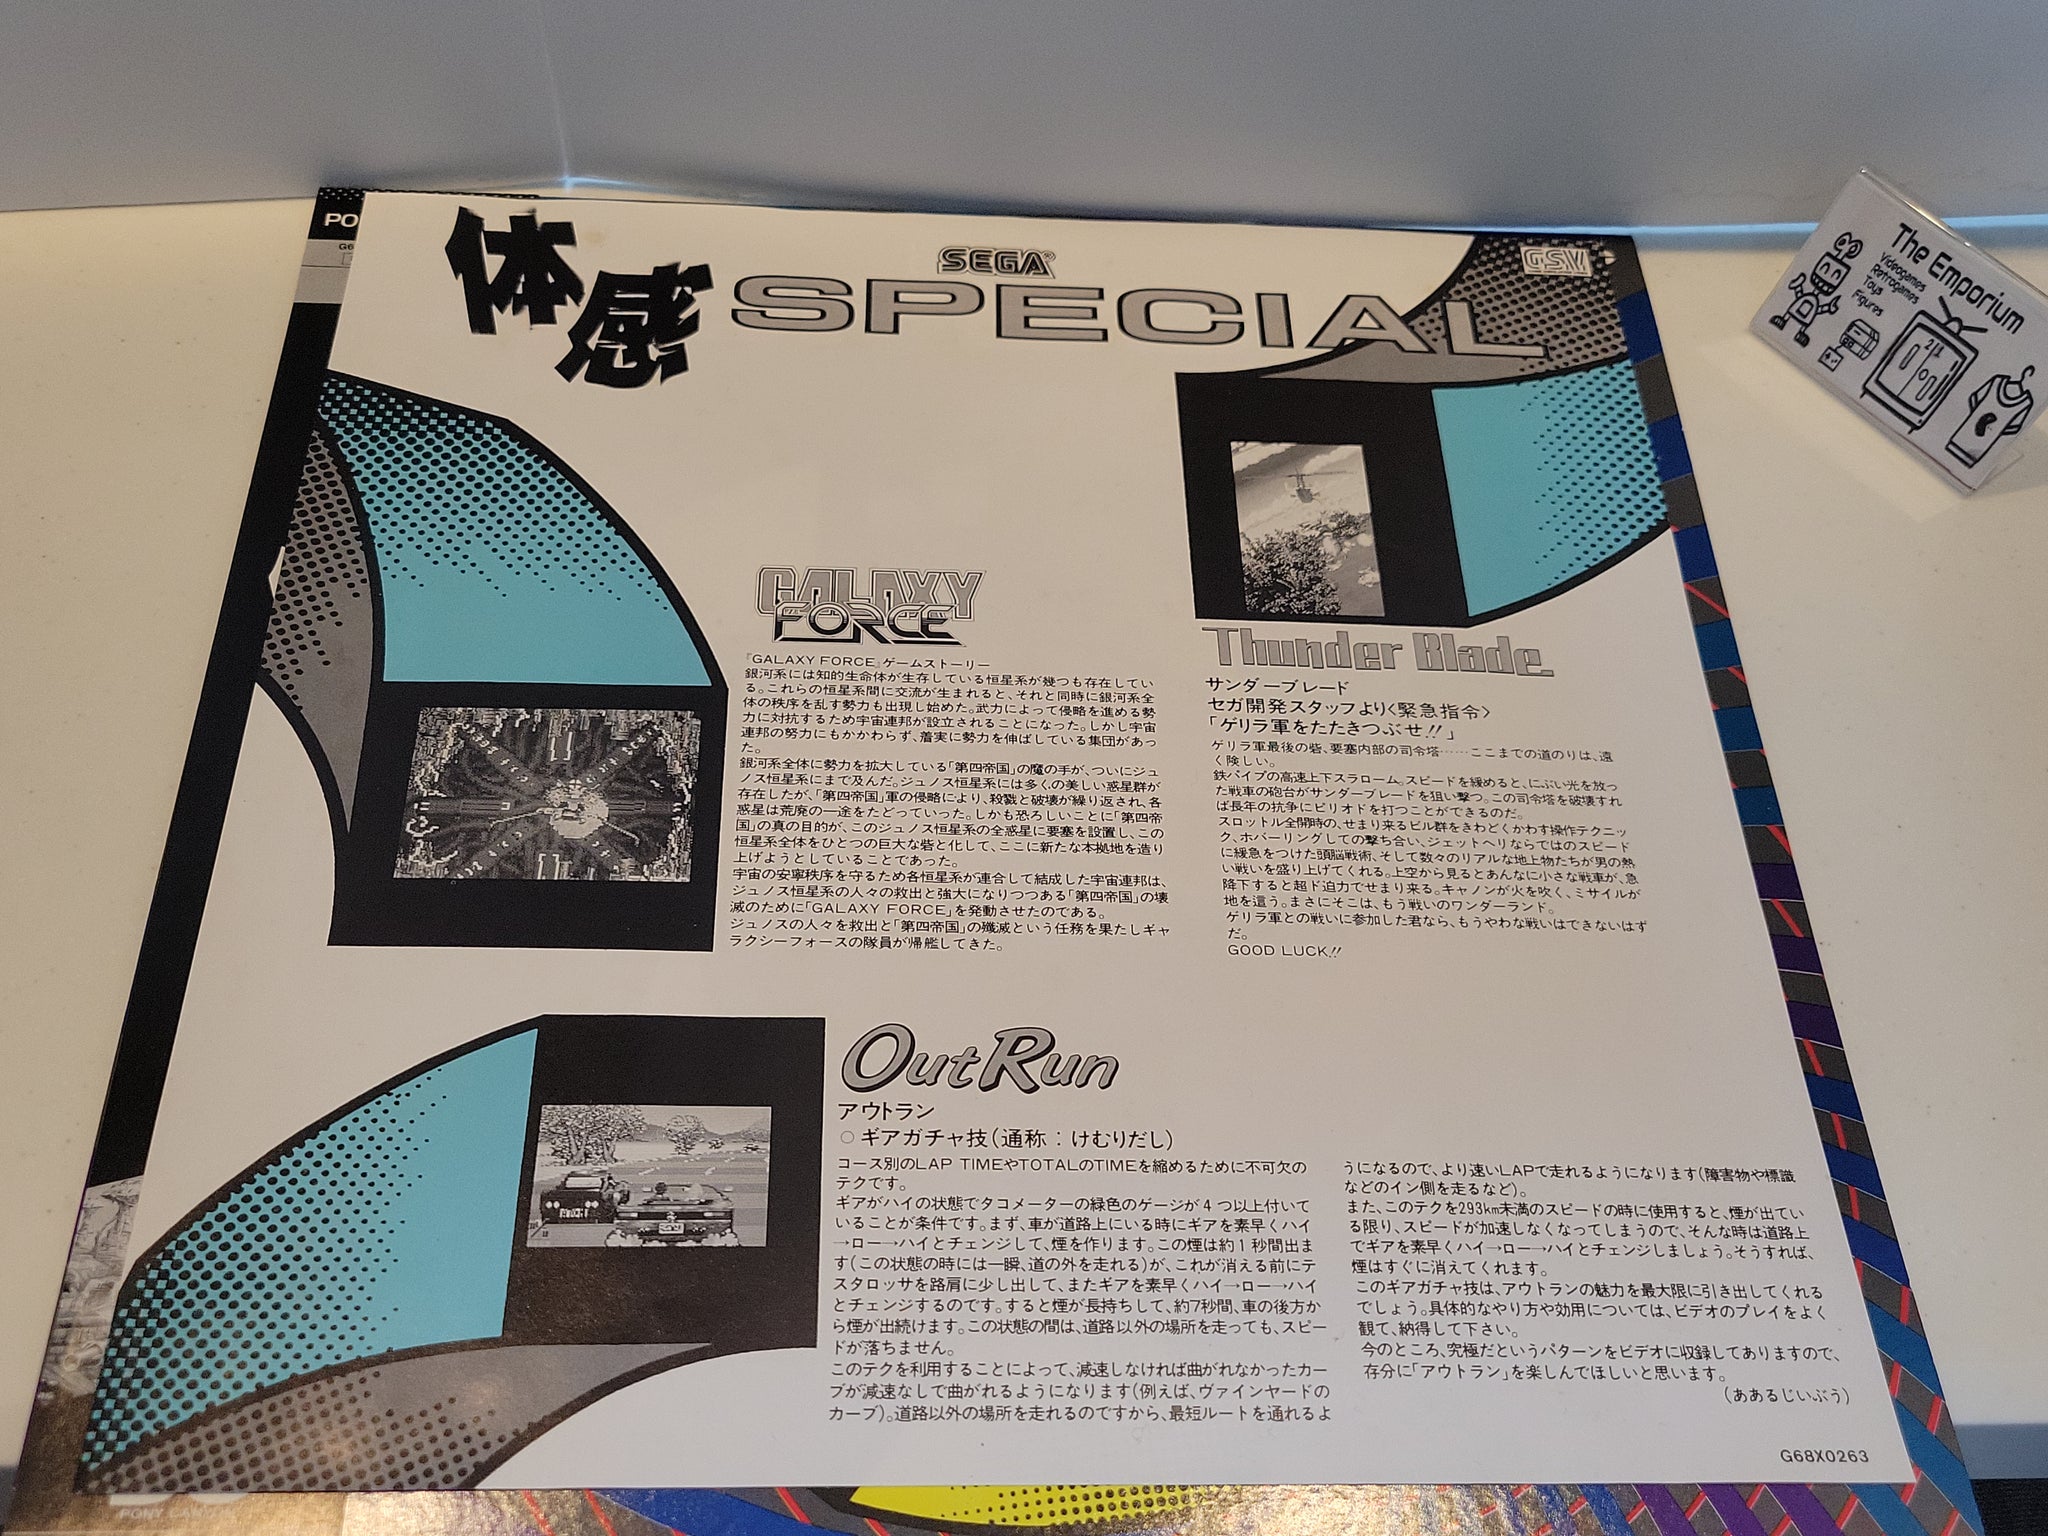 体感
SEGA
SPECIAL
GSV
The Emporium
Videogames
Retrogames
Toys
Figures
GALAXY
FORCE
『GALAXY FORCE』ゲームストーリー
銀河系には知的生命体が生存している恒星系が幾つも存在してい
る。これらの恒星系間に交流が生まれると、それと同時に銀河系全
体の秩序を乱す勢力も出現し始めた。武力によって侵略を進める勢
力に対抗するため宇宙連邦が設立されることになった。しかし宇宙
連邦の努力にもかかわらず、着実に勢力を伸ばしている集団があっ
た。
銀河系全体に勢力を拡大している「第四帝国」の魔の手が、ついにジュ
ノス恒星系にまで及んだ。ジュノス恒星系には多くの美しい惑星群が
存在したが、「第四帝国」軍の侵略により、殺戮と破壊が繰り返され、各
惑星は荒廃の一途をたどっていった。しかも恐ろしいことに「第四帝
国」の真の目的が、このジュノス恒星系の全惑星に要塞を設置し、この
恒星系全体をひとつの巨大な砦と化して、ここに新たな本拠地を造り
上げようとしていることであった。
宇宙の安寧秩序を守るため各恒星系が連合して結成した宇宙連邦は、
ジュノス恒星系の人々の救出と強大になりつつある「第四帝国」の壊
滅のために「GALAXY FORCE」を発動させたのである。
ジュノスの人々を救出と「第四帝国」の殲滅という任務を果たしギャ
ラクシーフォースの隊員が帰艦してきた。
Thunder Blade
サンダーブレード
セガ開発スタッフより<緊急指令>
「ゲリラ軍をたたきつぶせ!!」
ゲリラ軍最後の砦、要塞内部の司令塔……ここまでの道のりは、遠
く険しい。
鉄パイプの高速上下スラローム。スピードを緩めると、にぶい光を放っ
た戦車の砲台がサンダーブレードを狙い撃つ。この司令塔を破壊すれ
ば長年の抗争にピリオドを打つことができるのだ。
スロットル全開時の、せまり来るビル群をきわどくかわす操作テクニッ
ク、ホバーリングしての撃ち合い、ジェットヘリならではのスピード
に緩急をつけた頭脳戦術、そして数々のリアルな地上物たちが男の熱
い戦いを盛り上げてくれる。上空から見るとあんなに小さな戦車が、急
降下すると超ド迫力でせまり来る。キャノンが火を吹く、ミサイルが
地を這う。まさにそこは、もう戦いのワンダーランド。
ゲリラ軍との戦いに参加した君なら、もうやわな戦いはできないはず
だ。
GOOD LUCK!!
OutRun
アウトラン
○ギアガチャ技(通称:けむりだし)
コース別のLAP TIMEやTOTALのTIMEを縮めるために不可欠の
テクです。
ギアがハイの状態でタコメーターの緑色のゲージが4つ以上付いて
いることが条件です。まず、車が道路上にいる時にギアを素早くハイ
→ロー→ハイとチェンジして、煙を作ります。この煙は約1秒間出ま
す(この状態の時には一瞬、道の外を走れる)が、これが消える前にテ
スタロッサを路肩に少し出して、またギアを素早くハイ→ロー→ハイ
とチェンジするのです。すると煙が長持ちして、約7秒間、車の後方か
ら煙が出続けます。この状態の間は、道路以外の場所を走っても、スピー
ドが落ちません。
このテクを利用することによって、減速しなければ曲がれなかったカー
ブが減速なしで曲がれるようになります(例えば、ヴァインヤードの
カーブ)。道路以外の場所を走れるのですから、最短ルートを通れるよ
うになるので、より速いLAPで走れるようになります(障害物や標識
などのイン側を走るなど)。
また、このテクを293km未満のスピードの時に使用すると、煙が出てい
る限り、スピードが加速しなくなってしまうので、そんな時は道路上
でギアを素早くハイ→ロー→ハイとチェンジしましょう。そうすれば、
煙はすぐに消えてくれます。
このギアガチャ技は、アウトランの魅力を最大限に引き出してくれる
でしょう。具体的なやり方や効用については、ビデオのプレイをよく
観て、納得して下さい。
今のところ、究極だというパターンをビデオに収録してありますので、
存分に「アウトラン」を楽しんでほしいと思います。
(ああるじいぶう)
G68X0263